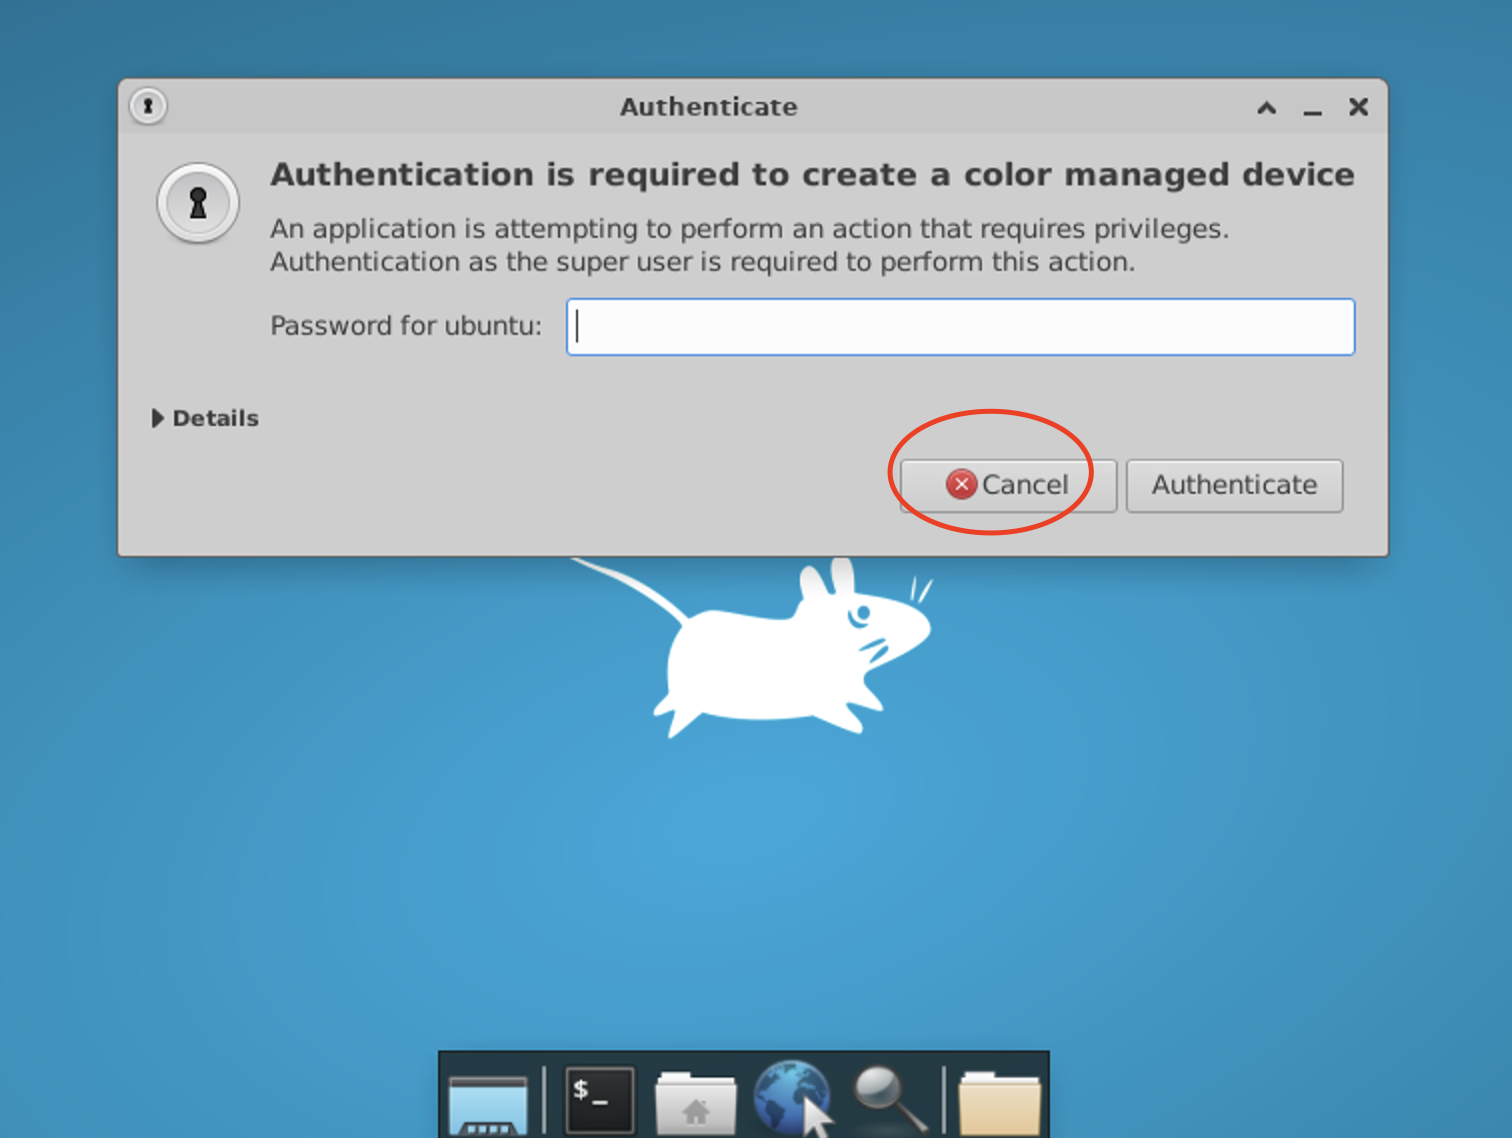 Authenticate
Authentication is required to create a color managed device
An application is attempting to perform an action that requires privileges.
Authentication as the super user is required to perform this action.
Password for ubuntu:
Details
Cancel
Authenticate
$_